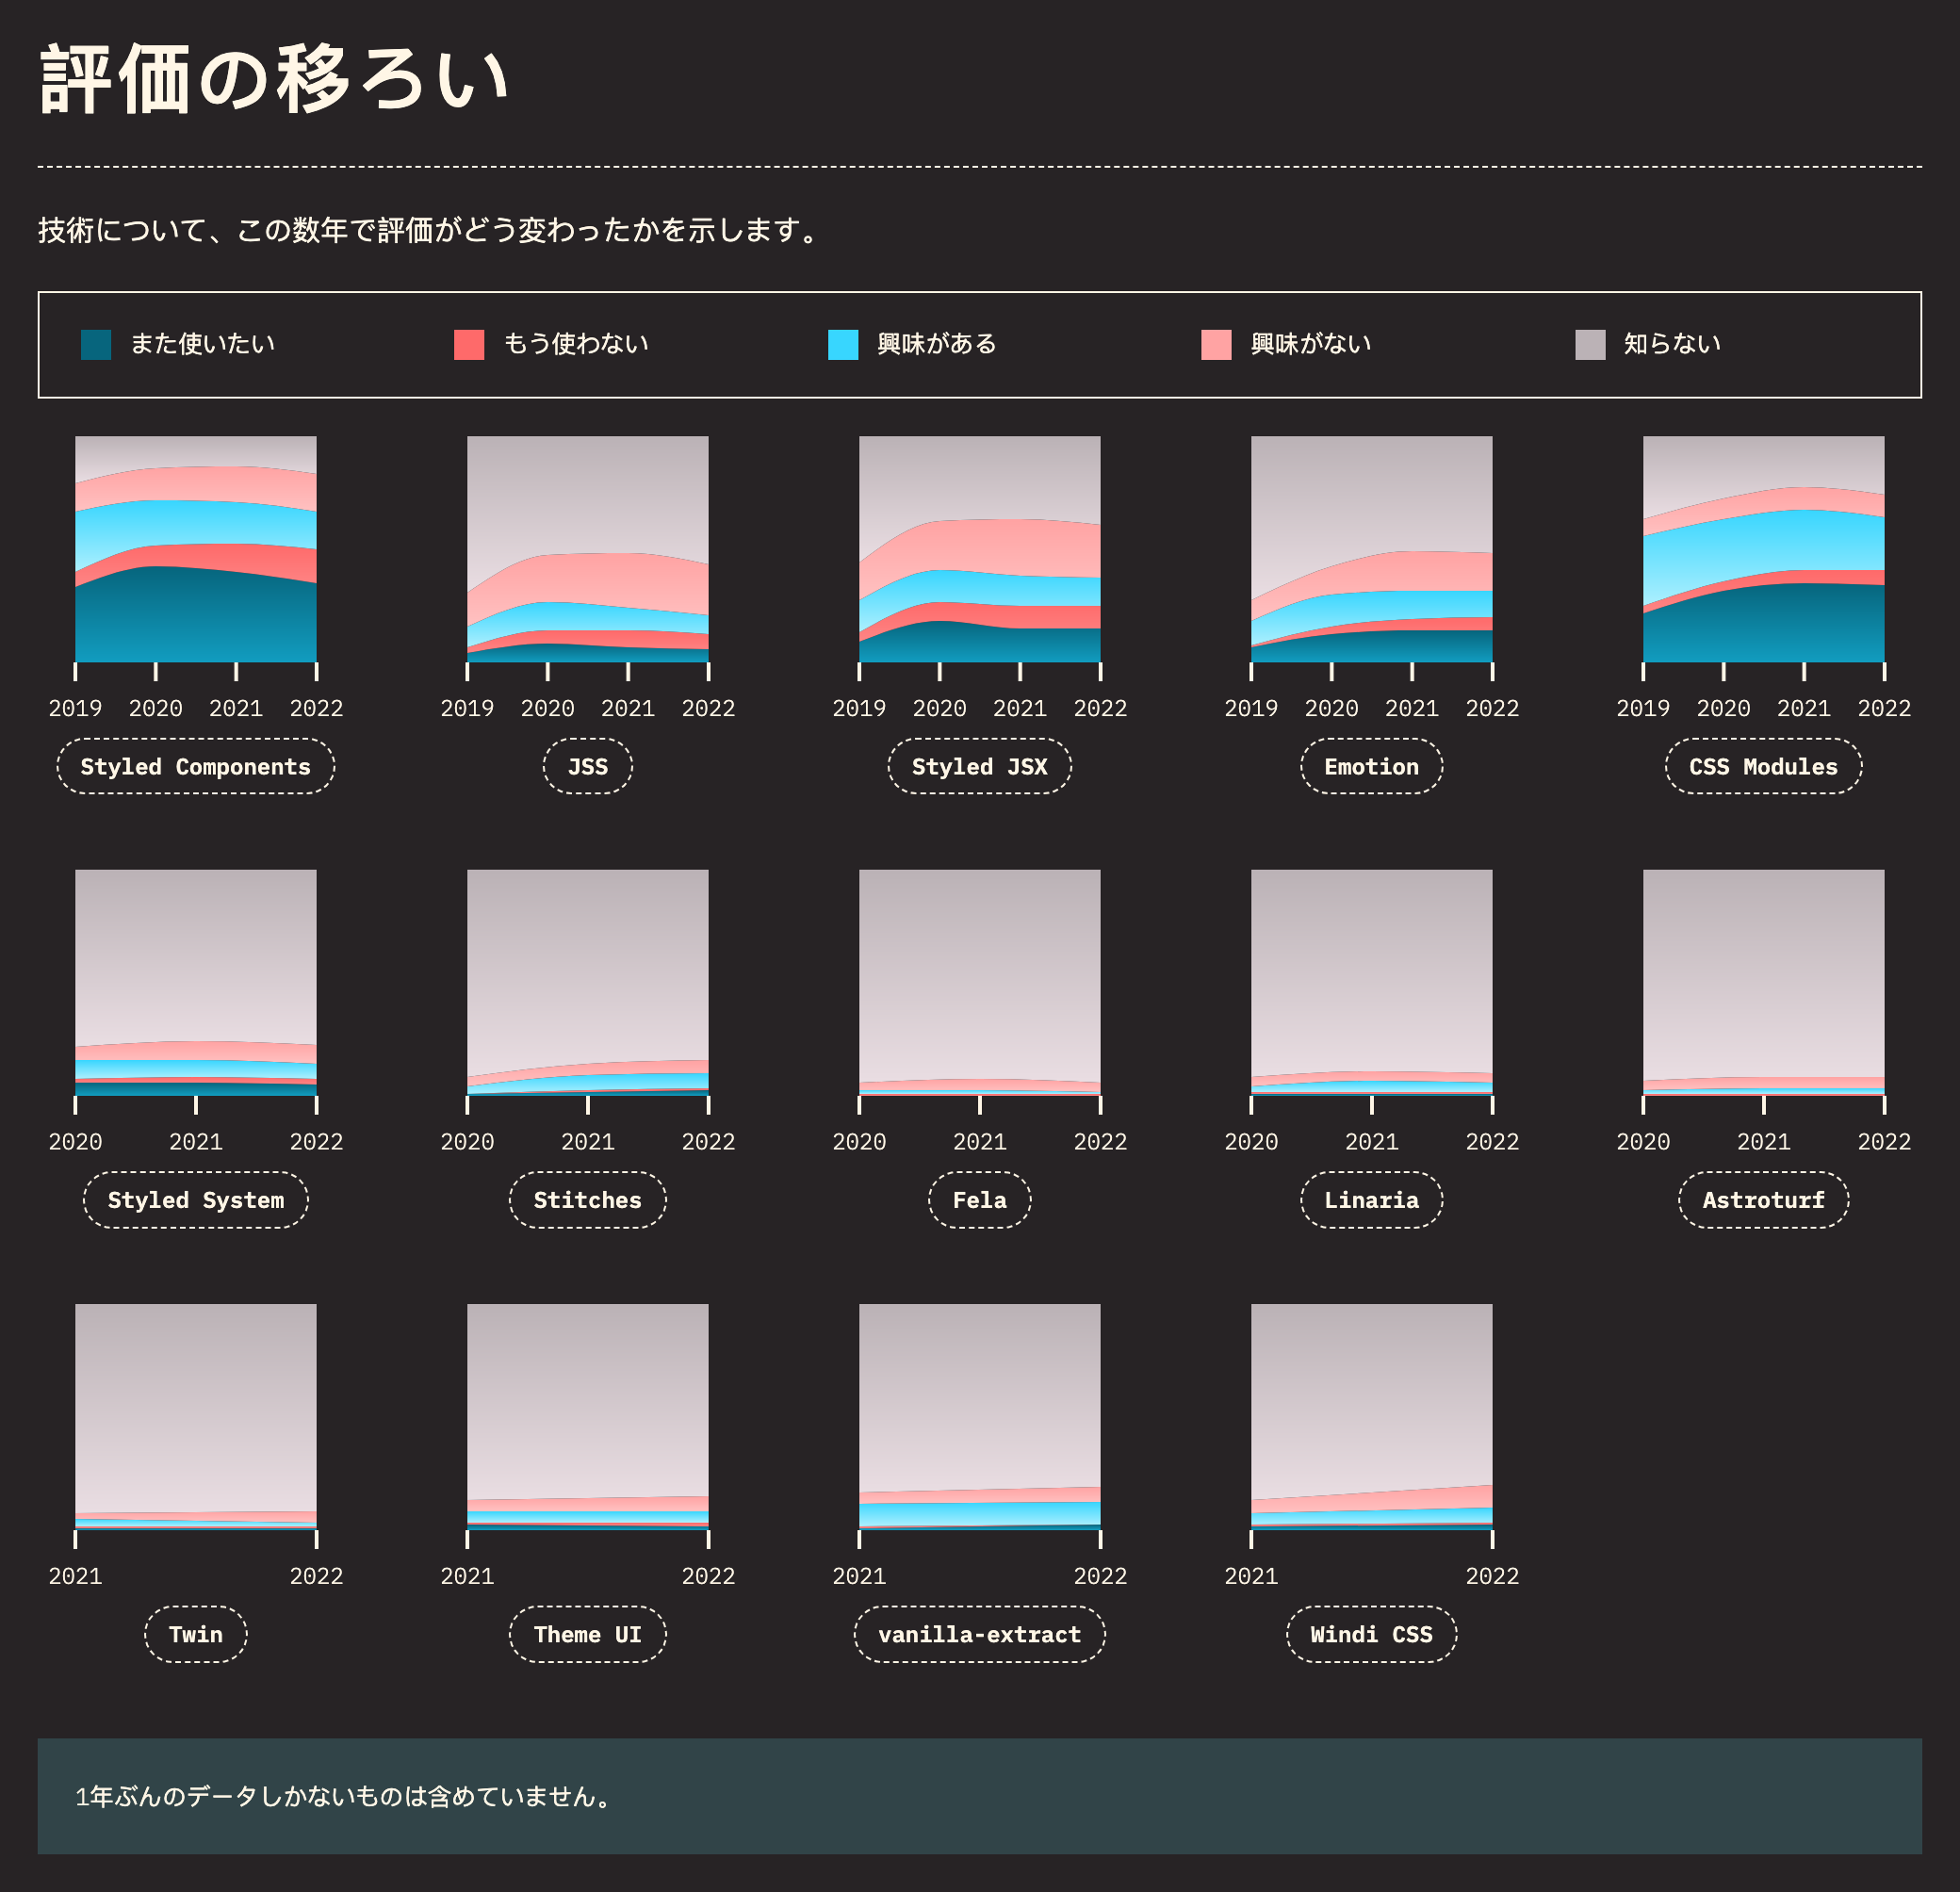 評価の移ろい
技術について、この数年で評価がどう変わったかを示します。
また使いたい もう使わない 興味がある 興味がない 知らない
2019 2020 2021 2022 2019 2020 2021 2022 2019 2020 2021 2022 2019 2020 2021 2022 2019 2020 2021 2022
Styled Components JSS Styled JSX Emotion CSS Modules
2020 2021 2022 2020 2021 2022 2020 2021 2022 2020 2021 2022 2020 2021 2022
Styled System Stitches Fela Linaria Astroturf
2021 2022 2021 2022 2021 2022 2021 2022
Twin Theme UI vanilla-extract Windi CSS
1年ぶんのデータしかないものは含めていません。